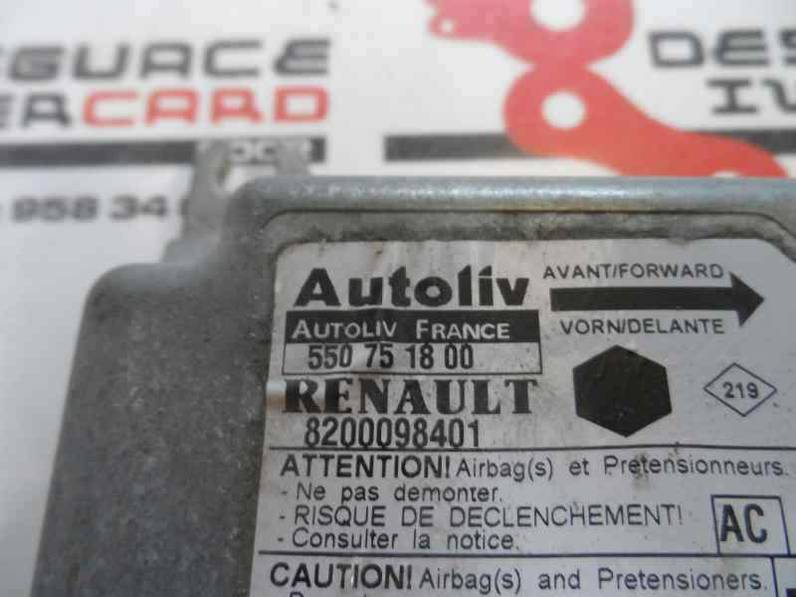 ESGUACE
ERCARD
DES
IV
958 34
Autoliv
AVANT/FORWARD
AUTOLIV FRANCE
VORN/DELANTE
550 75 18 00
RENAULT
219
8200098401
ATTENTION! Airbag(s) et Pretensionneurs.
- Ne pas demonter.
- RISQUE DE DECLENCHEMENT!
AC
- Consulter la notice.
CAUTION! Airbag(s) and Pretensioners.